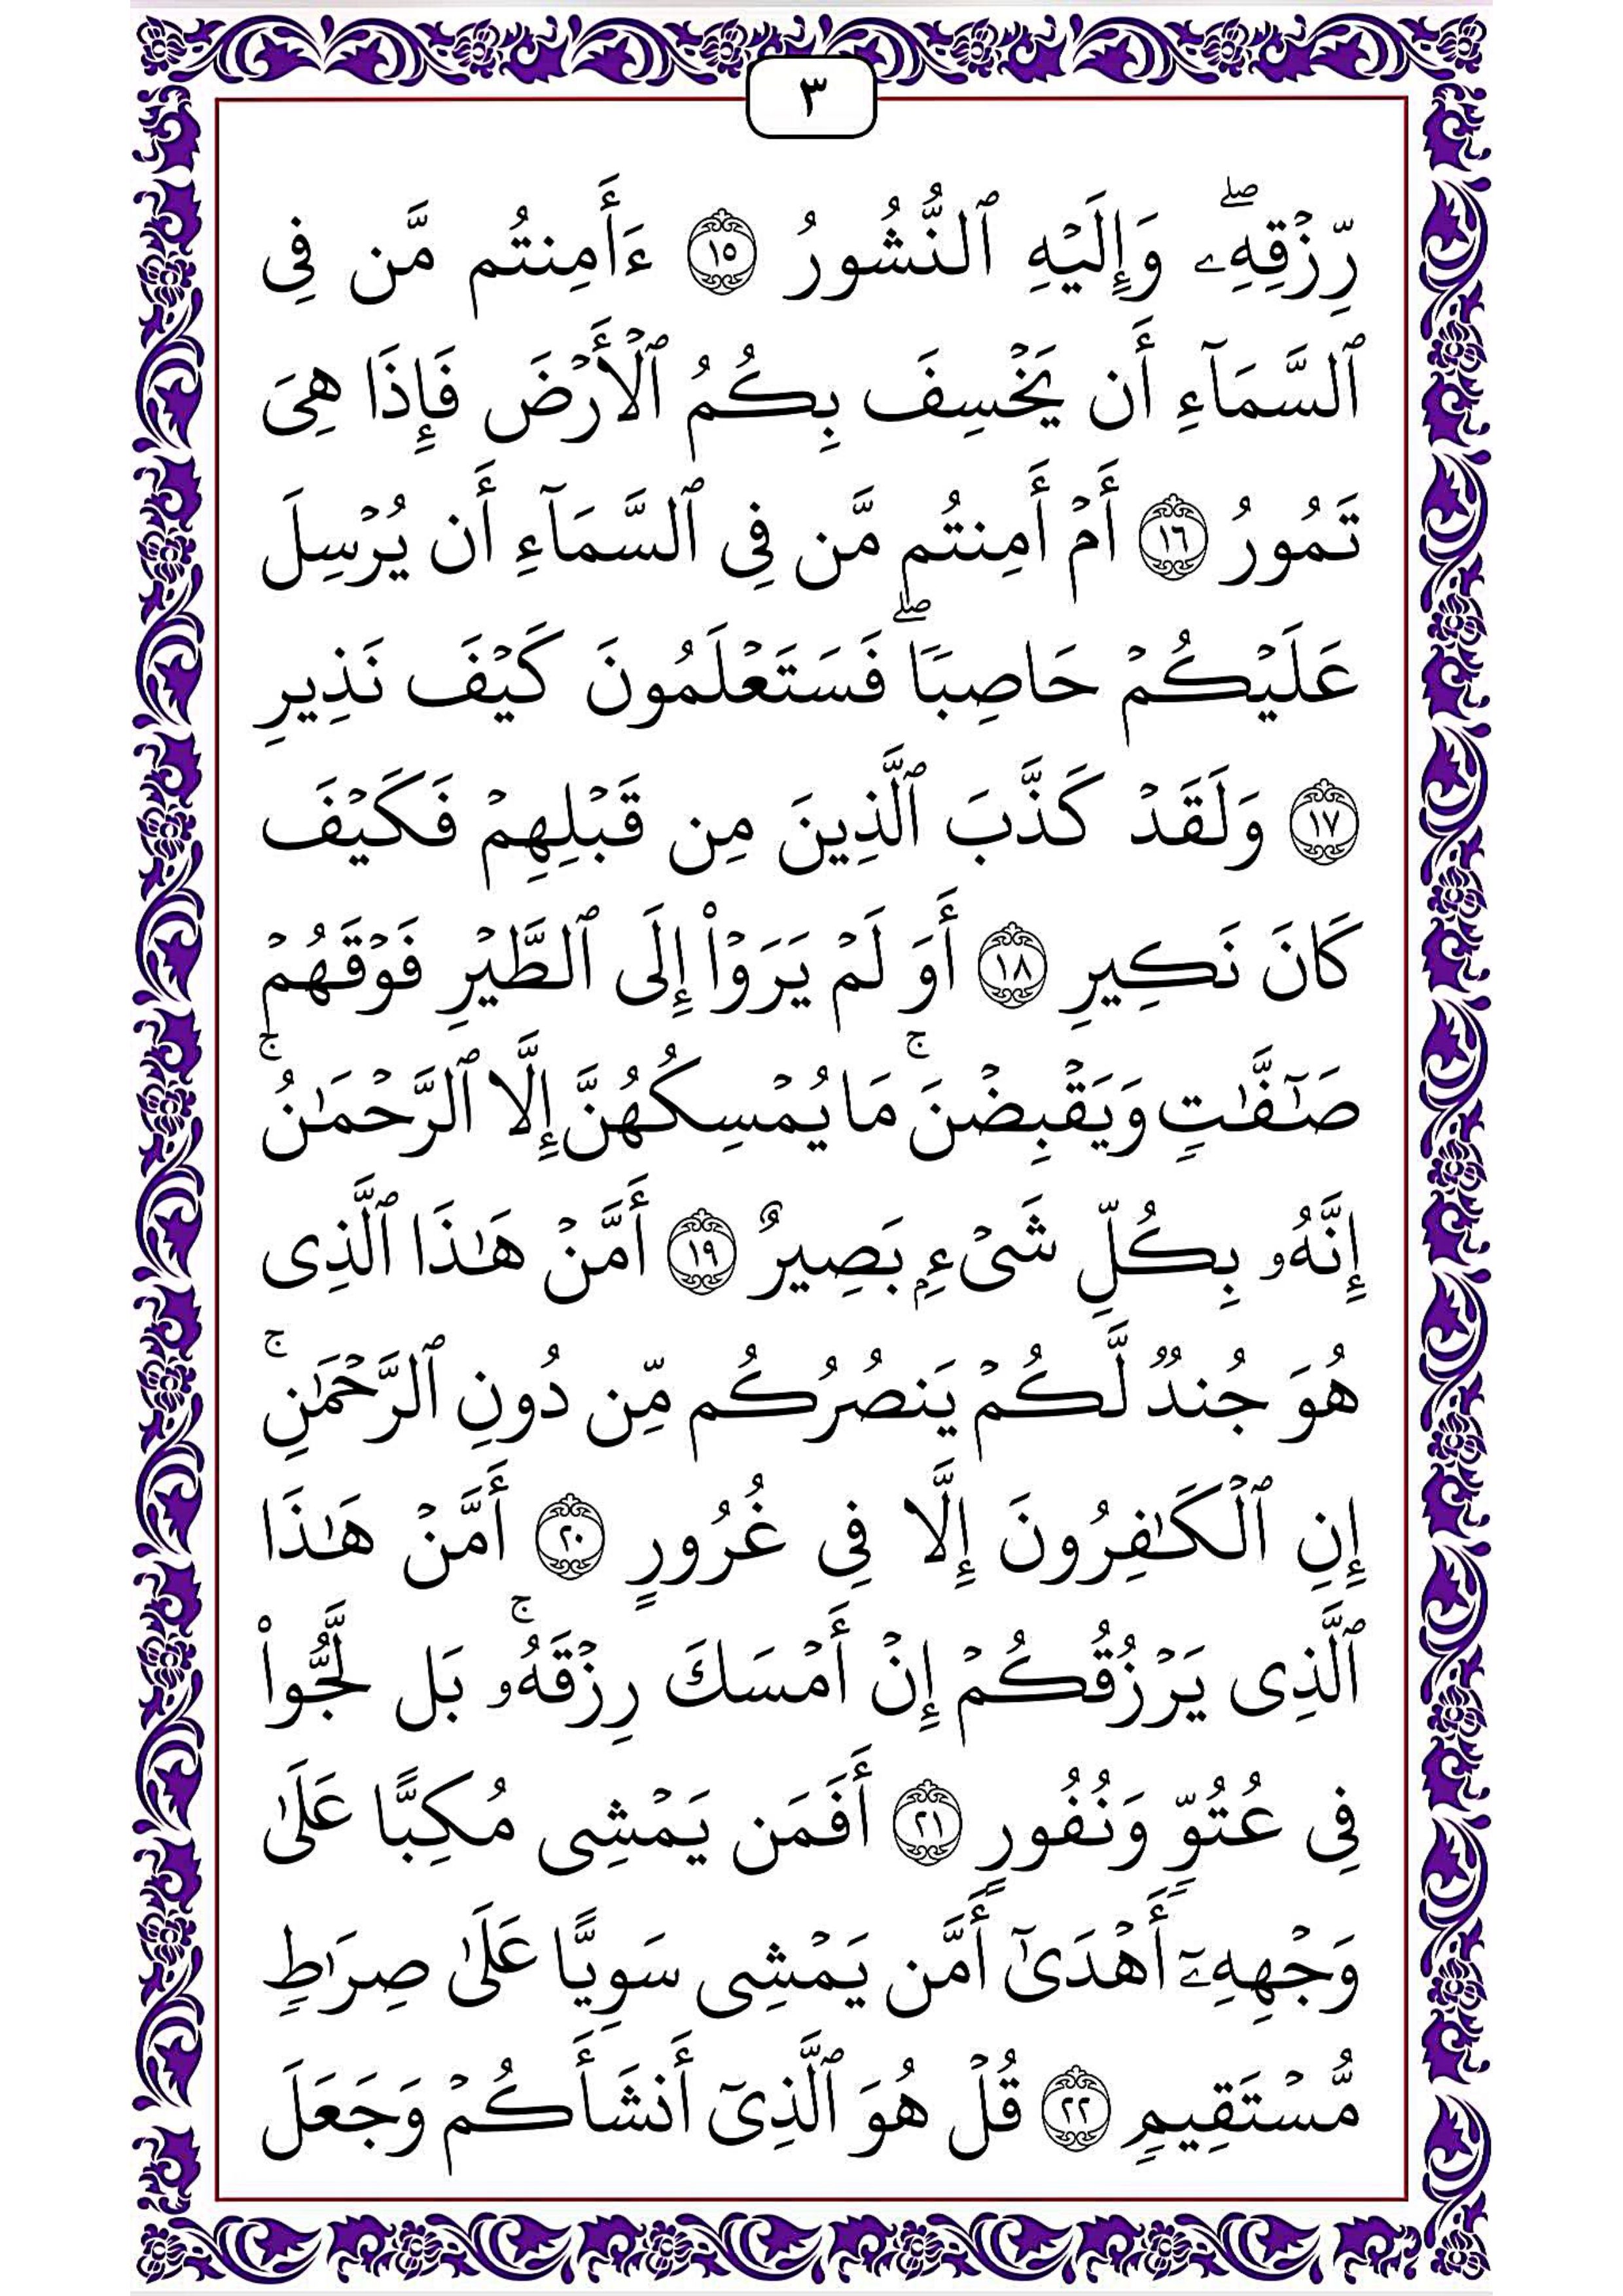 ٣
رِّزْقِهِۦۖ وَإِلَيْهِ ٱلنُّشُورُ ١٥ ءَأَمِنتُم مَّن فِى
ٱلسَّمَآءِ أَن يَخْسِفَ بِكُمُ ٱلْأَرْضَ فَإِذَا هِىَ
تَمُورُ ١٦ أَمْ أَمِنتُم مَّن فِى ٱلسَّمَآءِ أَن يُرْسِلَ
عَلَيْكُمْ حَاصِبًاۖ فَسَتَعْلَمُونَ كَيْفَ نَذِيرِ
١٧ وَلَقَدْ كَذَّبَ ٱلَّذِينَ مِن قَبْلِهِمْ فَكَيْفَ
كَانَ نَكِيرِ ١٨ أَوَ لَمْ يَرَوْا۟ إِلَى ٱلطَّيْرِ فَوْقَهُمْ
صَـٰٓفَّـٰتٍ وَيَقْبِضْنَۚ مَا يُمْسِكُهُنَّ إِلَّا ٱلرَّحْمَـٰنُۚ
إِنَّهُۥ بِكُلِّ شَىْءٍۭ بَصِيرٌ ١٩ أَمَّنْ هَـٰذَا ٱلَّذِى
هُوَ جُندٌ لَّكُمْ يَنصُرُكُم مِّن دُونِ ٱلرَّحْمَـٰنِۚ
إِنِ ٱلْكَـٰفِرُونَ إِلَّا فِى غُرُورٍ ٢٠ أَمَّنْ هَـٰذَا
ٱلَّذِى يَرْزُقُكُمْ إِنْ أَمْسَكَ رِزْقَهُۥۚ بَل لَّجُّوا۟
فِى عُتُوٍّ وَنُفُورٍ ٢١ أَفَمَن يَمْشِى مُكِبًّا عَلَىٰ
وَجْهِهِۦٓ أَهْدَىٰٓ أَمَّن يَمْشِى سَوِيًّا عَلَىٰ صِرَٰطٍ
مُّسْتَقِيمٍ ٢٢ قُلْ هُوَ ٱلَّذِىٓ أَنشَأَكُمْ وَجَعَلَ